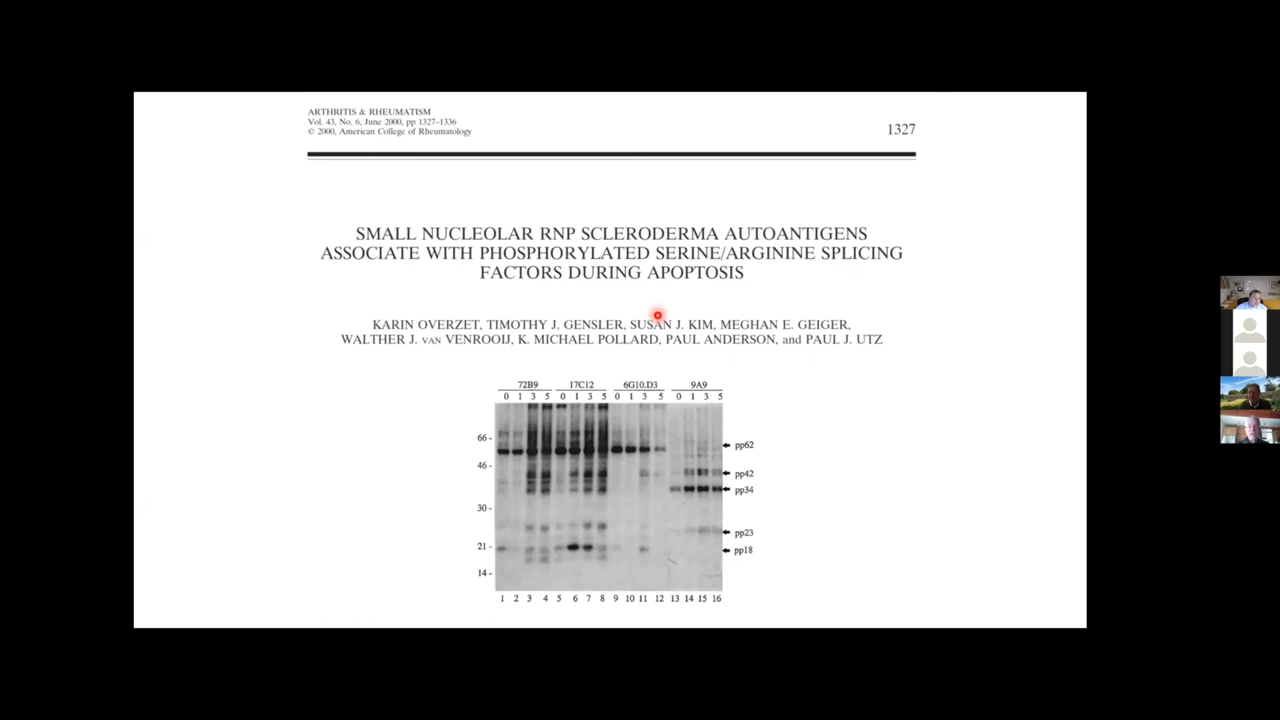 ARTHRITIS & RHEUMATISM
Vol. 43, No. 6, June 2000, pp 1327–1336
© 2000, American College of Rheumatology
1327
SMALL NUCLEOLAR RNP SCLERODERMA AUTOANTIGENS
ASSOCIATE WITH PHOSPHORYLATED SERINE/ARGININE SPLICING
FACTORS DURING APOPTOSIS
KARIN OVERZET, TIMOTHY J. GENSLER, SUSAN J. KIM, MEGHAN E. GEIGER,
WALTHER J. VAN VENROOIJ, K. MICHAEL POLLARD, PAUL ANDERSON, and PAUL J. UTZ
72B9 17C12 6G10.D3 9A9
0 1 3 5 0 1 3 5 0 1 3 5 0 1 3 5
66 -
46 -
30 -
21 -
14 -
pp62
pp42
pp34
pp23
pp18
1 2 3 4 5 6 7 8 9 10 11 12 13 14 15 16